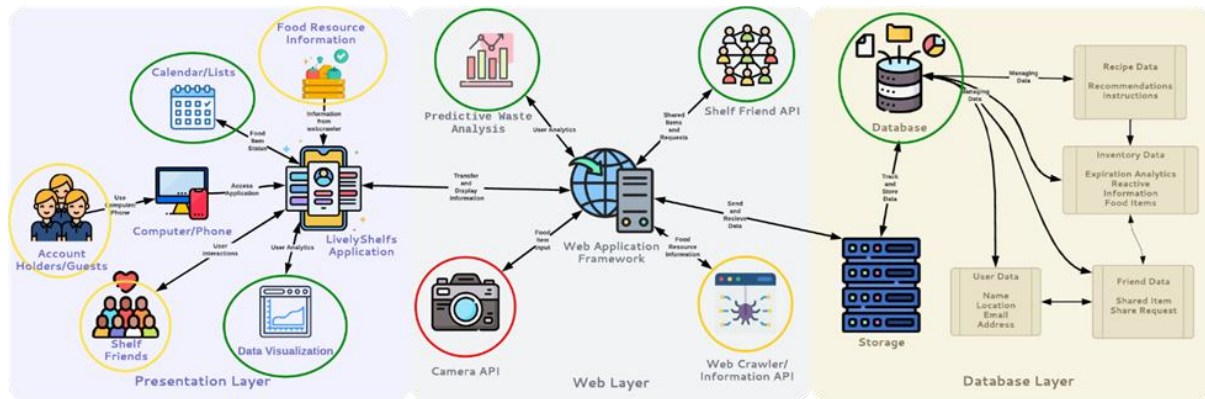 Food Resource
Information
Calendar/Lists
Information
from
webcrawler
Food
Item
Status
Use
Computer/
Phone
Access
Application
Computer/Phone
LivelyShelfs
Application
Account
Holders/Guests
User
Interactions
User Analytics
Shelf
Friends
Data Visualization
Presentation Layer
Transfer
and
Display
Information
Predictive Waste
Analysis
User Analytics
Shelf Friend API
Shared
Items
and
Requests
Web Application
Framework
Food
Item
Input
Food
Resource
Information
Camera API
Web Crawler/
Information API
Web Layer
Send
and
Recieve
Data
Database
Managing
Data
Managing
Data
Track
and
Store
Data
Storage
Recipe Data
Recommendations
Instructions
Inventory Data
Expiration Analytics
Reactive
Information
Food Items
User Data
Name
Location
Email
Address
Friend Data
Shared Item
Share Request
Database Layer